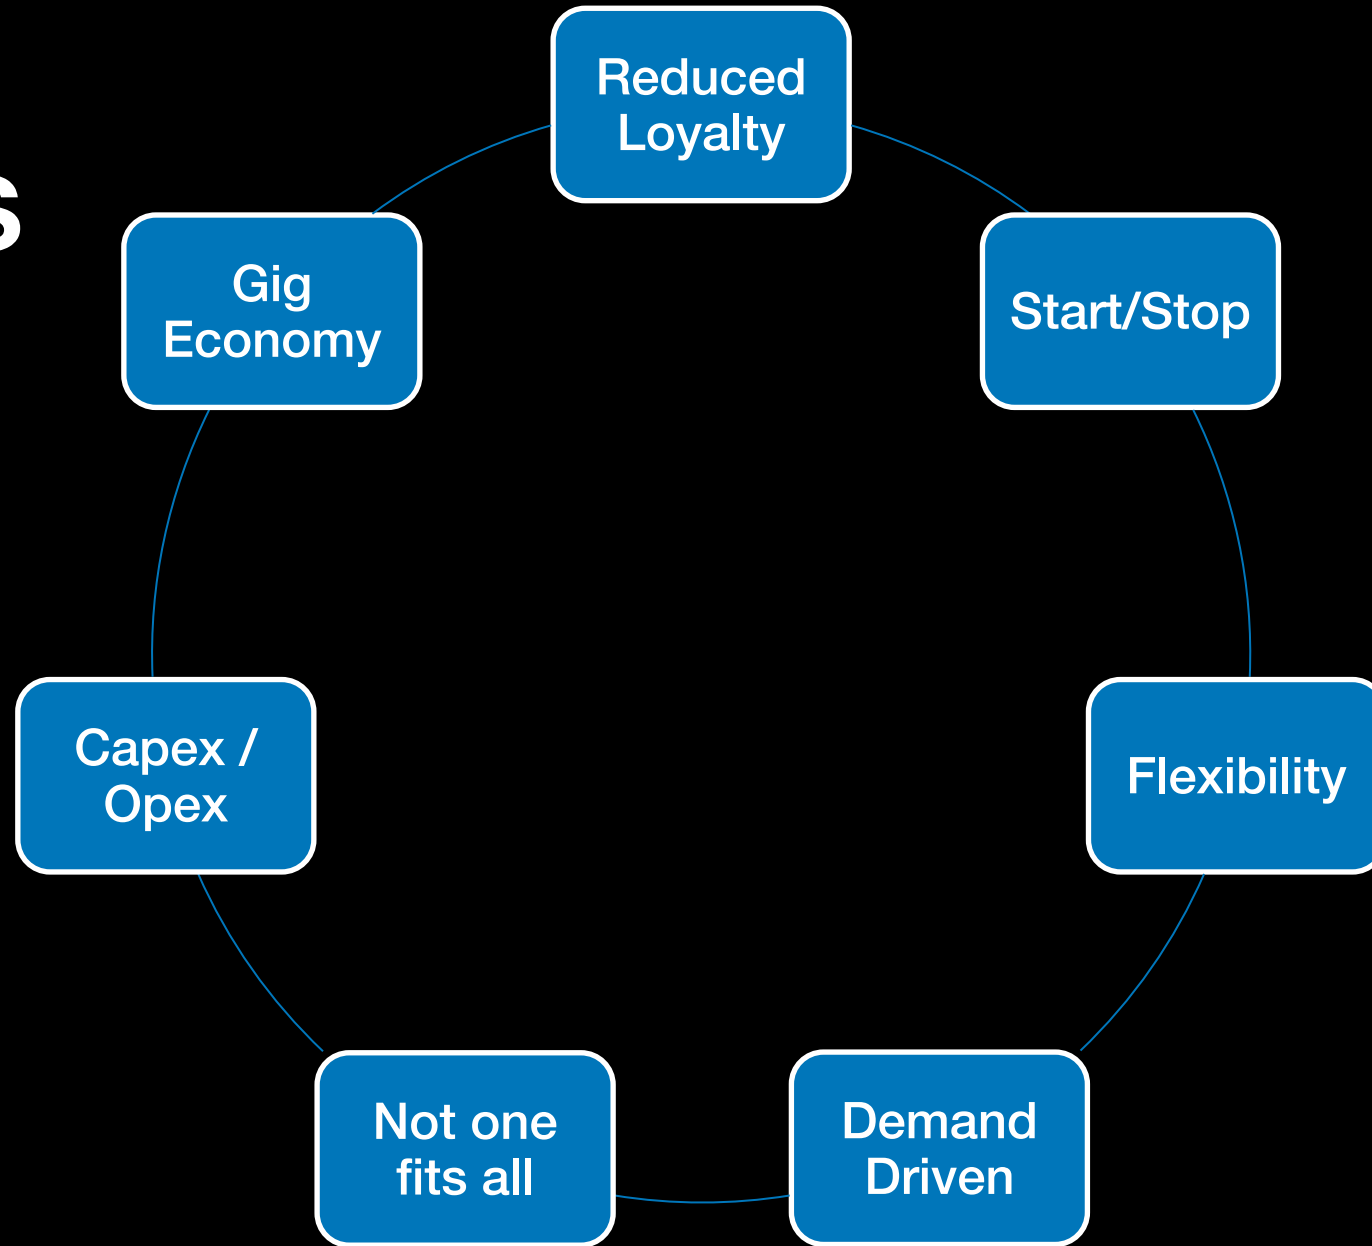 Reduced
Loyalty
Start/Stop
Flexibility
Demand
Driven
Not one
fits all
Capex /
Opex
Gig
Economy